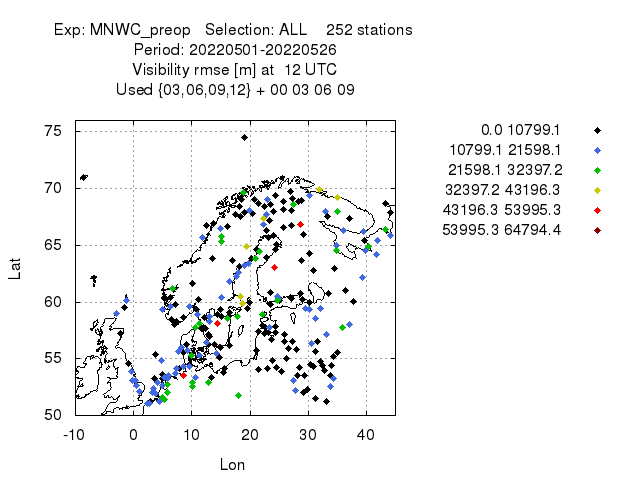 Exp: MNWC_preop   Selection: ALL    252 stations
Period: 20220501-20220526
Visibility rmse [m] at  12 UTC
Used {03,06,09,12} + 00 03 06 09
0.0 10799.1
10799.1 21598.1
21598.1 32397.2
32397.2 43196.3
43196.3 53995.3
53995.3 64794.4
75
70
65
60
55
50
Lat
-10 0 10 20 30 40
Lon